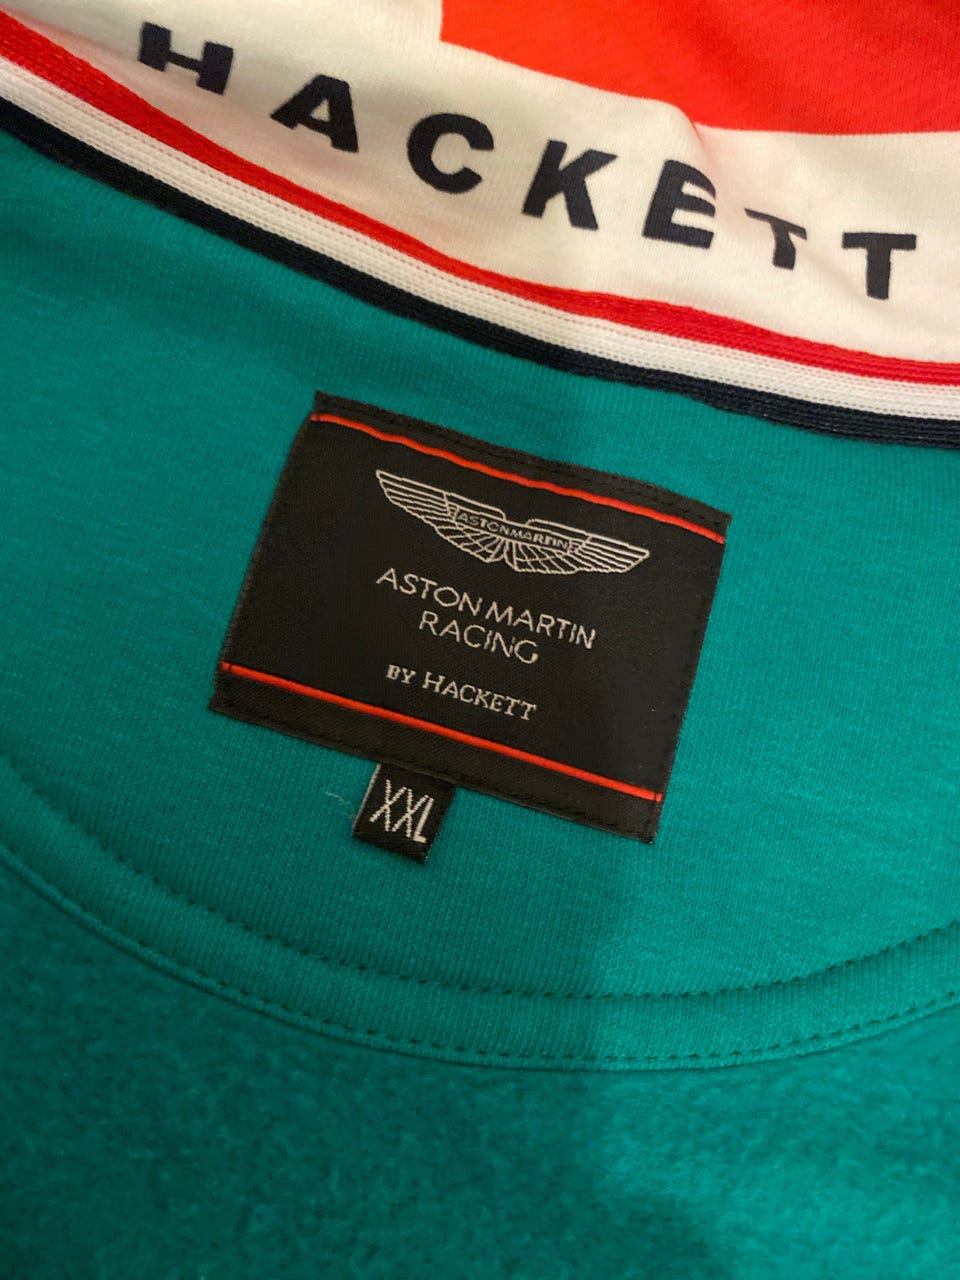 HACKETT
ASTON MARTIN
ASTON MARTIN
RACING
BY HACKETT
XXL